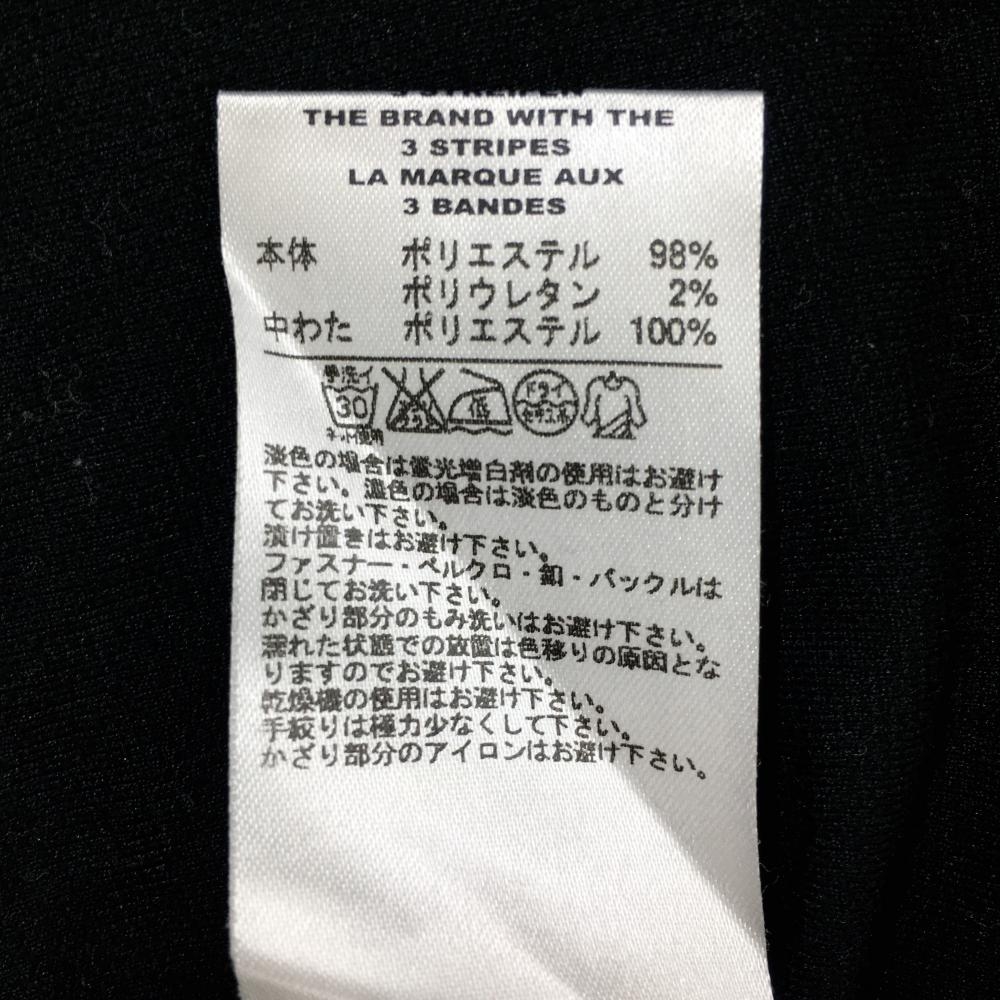 THE BRAND WITH THE
3 STRIPES
LA MARQUE AUX
3 BANDES
本体 ポリエステル 98%
ポリウレタン 2%
中わた ポリエステル 100%
手洗イ 30 ネット使用 エンソサラシ 低 ドライ セキユ系
淡色の場合は蛍光増白剤の使用はお避け
下さい。濃色の場合は淡色のものと分け
てお洗い下さい。
漬け置きはお避け下さい。
ファスナー・ベルクロ・釦・バックルは
閉じてお洗い下さい。
かざり部分のもみ洗いはお避け下さい。
濡れた状態での放置は色移りの原因とな
りますのでお避け下さい。
乾燥機の使用はお避け下さい。
手絞りは極力少なくして下さい。
かざり部分のアイロンはお避け下さい。